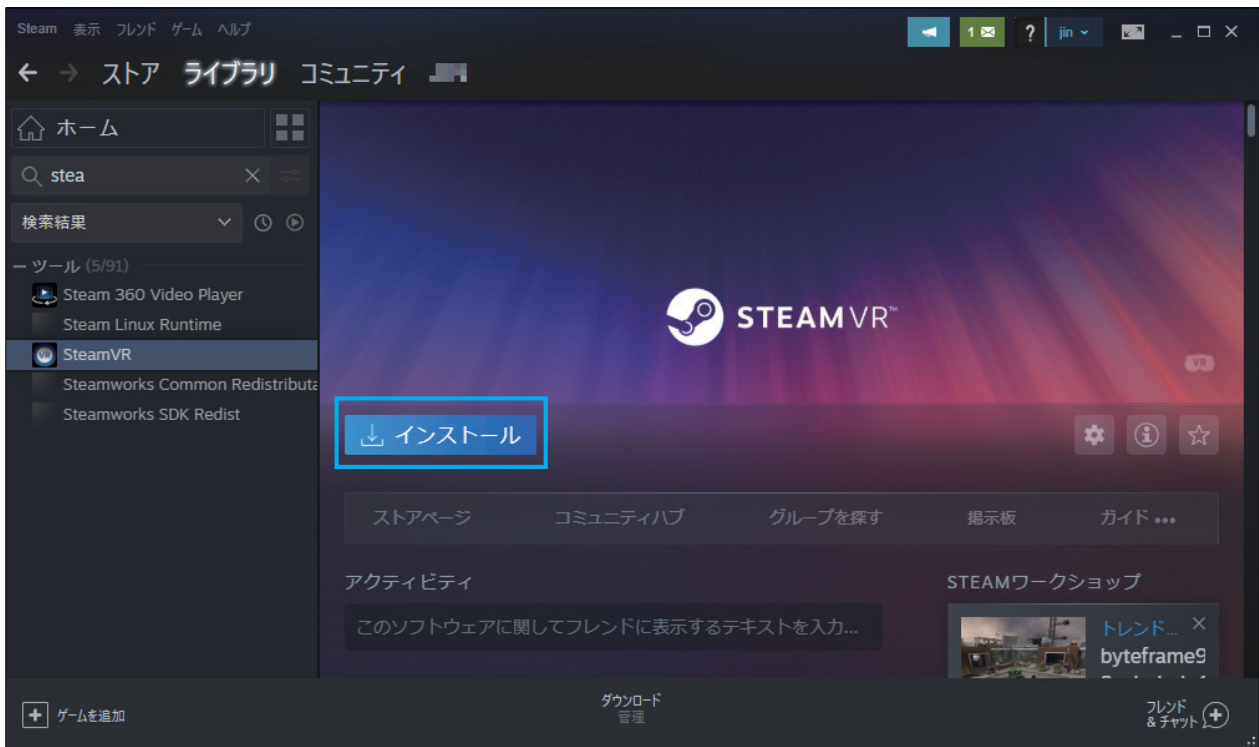 Steam 表示 フレンド ゲーム ヘルプ
1
?
jin
ストア ライブラリ コミュニティ
ホーム
stea
検索結果
ツール (5/91)
Steam 360 Video Player
Steam Linux Runtime
VR SteamVR
Steamworks Common Redistributa
Steamworks SDK Redist
STEAMVR™
VR
インストール
ストアページ コミュニティハブ グループを探す 掲示板 ガイド •••
アクティビティ
このソフトウェアに関してフレンドに表示するテキストを入力...
STEAMワークショップ
トレンド...
byteframe9
ゲームを追加
ダウンロード
管理
フレンド
& チャット